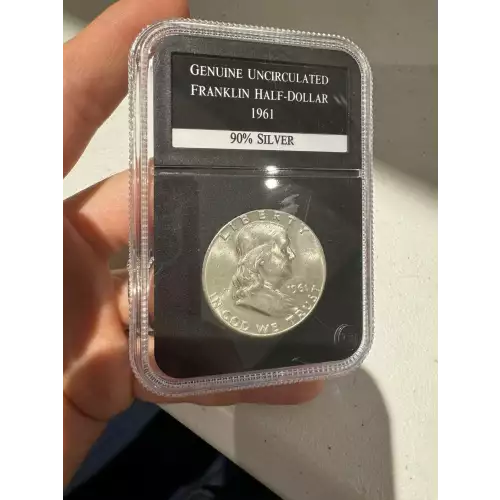 GENUINE UNCIRCULATED
FRANKLIN HALF-DOLLAR
1961
90% SILVER
LIBERTY
1961
IN GOD WE TRUST